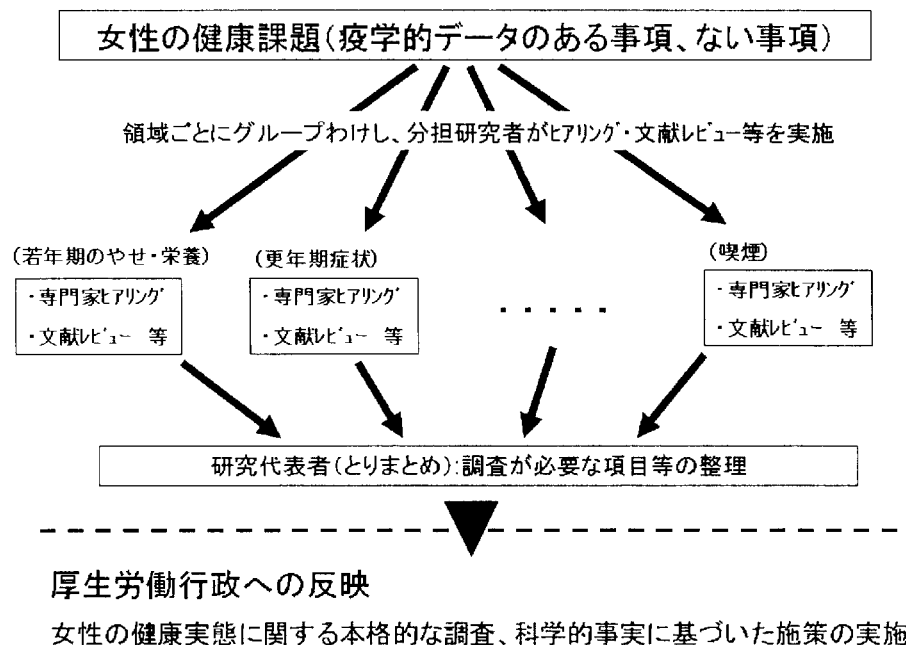 女性の健康課題(疫学的データのある事項、ない事項)
領域ごとにグループわけし、分担研究者がﾋｱﾘﾝｸﾞ・文献ﾚﾋﾞｭｰ等を実施
(若年期のやせ・栄養)
・専門家ﾋｱﾘﾝｸﾞ
・文献ﾚﾋﾞｭｰ 等
(更年期症状)
・専門家ﾋｱﾘﾝｸﾞ
・文献ﾚﾋﾞｭｰ 等
・・・・・
(喫煙)
・専門家ﾋｱﾘﾝｸﾞ
・文献ﾚﾋﾞｭｰ 等
研究代表者(とりまとめ):調査が必要な項目等の整理
厚生労働行政への反映
女性の健康実態に関する本格的な調査、科学的事実に基づいた施策の実施